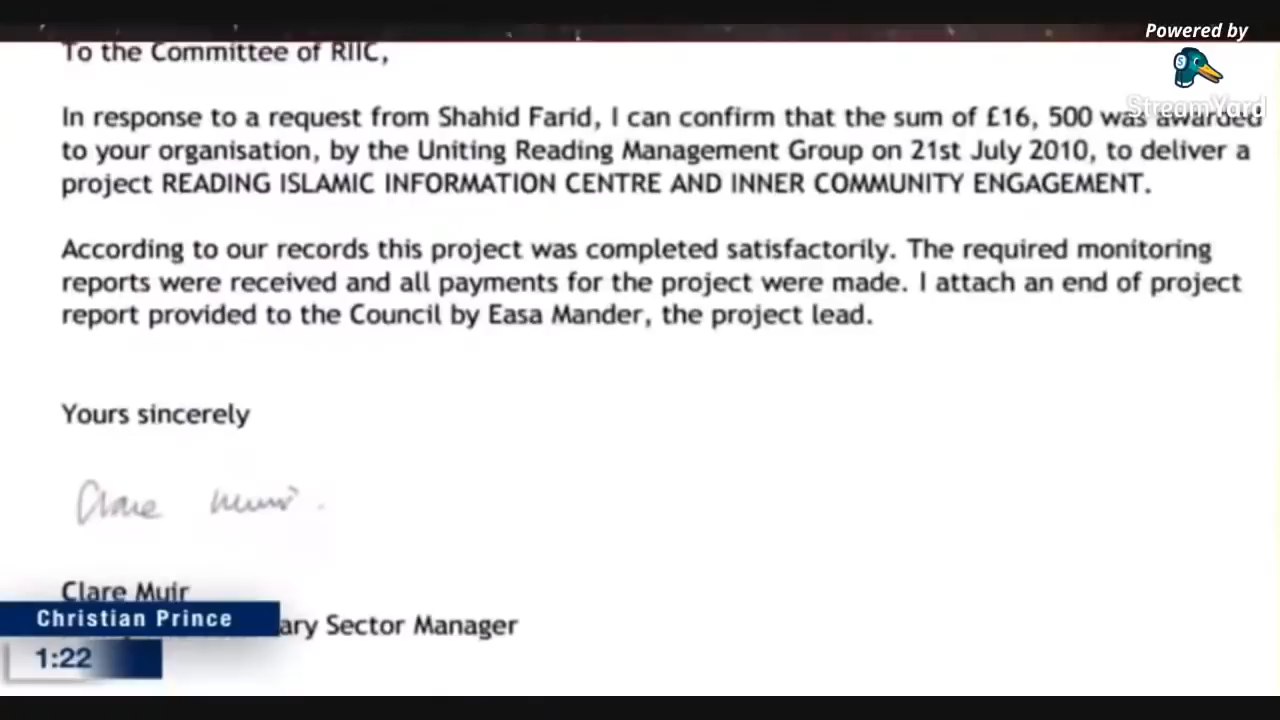 Powered by
StreamYard
To the Committee of RIIC,
In response to a request from Shahid Farid, I can confirm that the sum of £16, 500 was awarded
to your organisation, by the Uniting Reading Management Group on 21st July 2010, to deliver a
project READING ISLAMIC INFORMATION CENTRE AND INNER COMMUNITY ENGAGEMENT.
According to our records this project was completed satisfactorily. The required monitoring
reports were received and all payments for the project were made. I attach an end of project
report provided to the Council by Easa Mander, the project lead.
Yours sincerely
Clare Muir.
Clare Muir
ary Sector Manager
Christian Prince
1:22